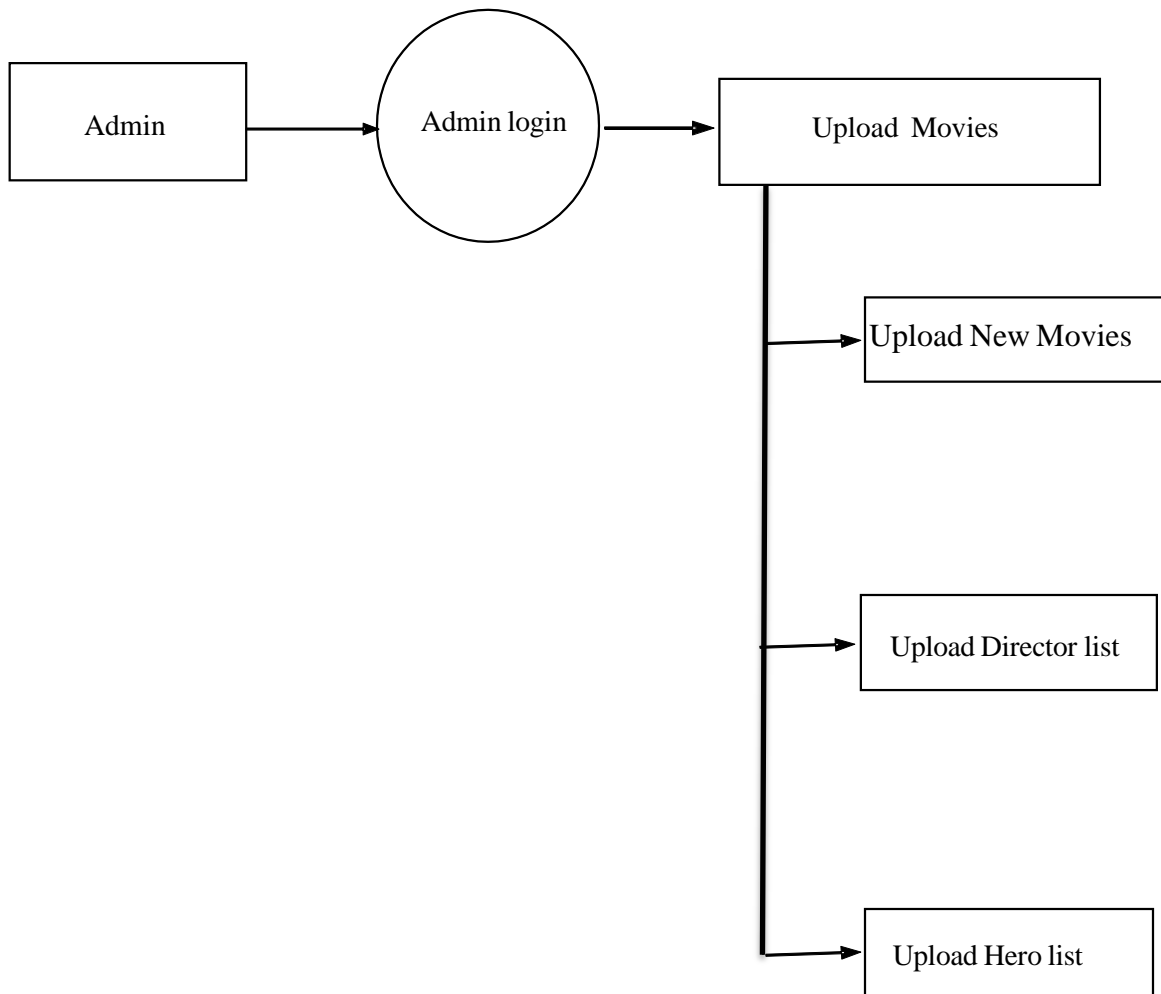 Admin
Admin login
Upload Movies
Upload New Movies
Upload Director list
Upload Hero list